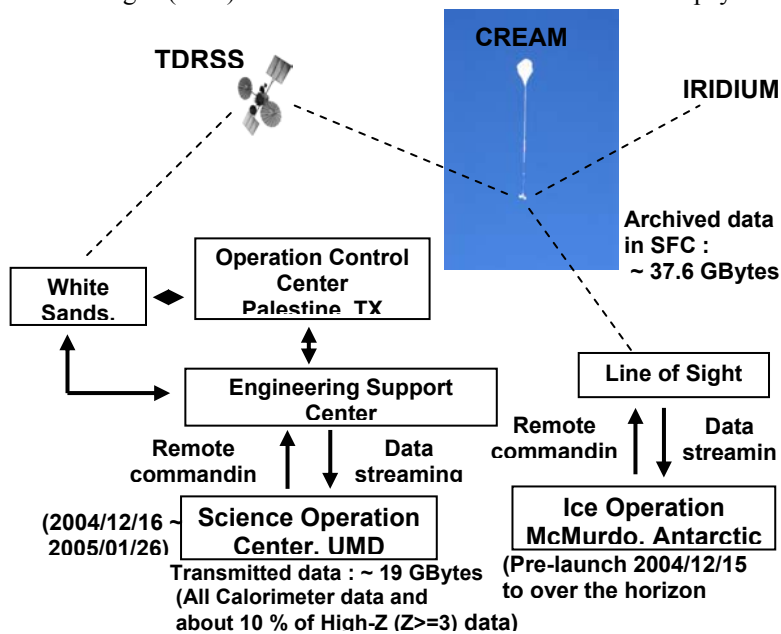 TDRSS
CREAM
IRIDIUM
Archived data
in SFC :
~ 37.6 GBytes
Operation Control
Center
Palestine, TX
White
Sands,
Engineering Support
Center
Line of Sight
Remote
commandin
Data
streaming
Remote
commandin
Data
streamin
(2004/12/16 ~
2005/01/26)
Science Operation
Center, UMD
Ice Operation
McMurdo, Antarctic
Transmitted data : ~ 19 GBytes
(All Calorimeter data and
about 10 % of High-Z (Z>=3) data)
(Pre-launch 2004/12/15
to over the horizon